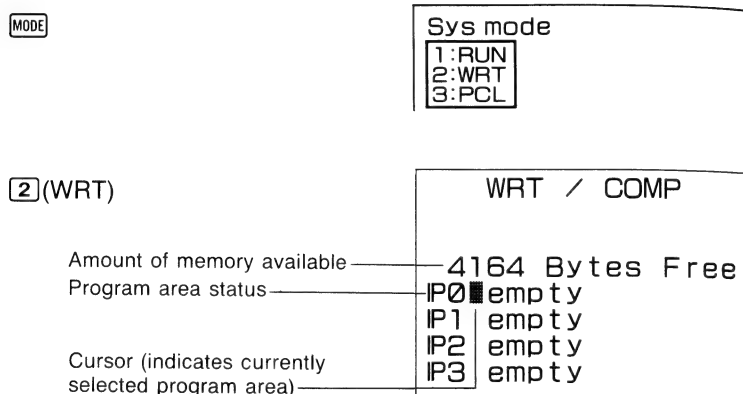 MODE
Sys mode
1:RUN
2:WRT
3:PCL
2 (WRT)
WRT / COMP
Amount of memory available
4164 Bytes Free
Program area status
P0 empty
P1 empty
P2 empty
Cursor (indicates currently
selected program area)
P3 empty